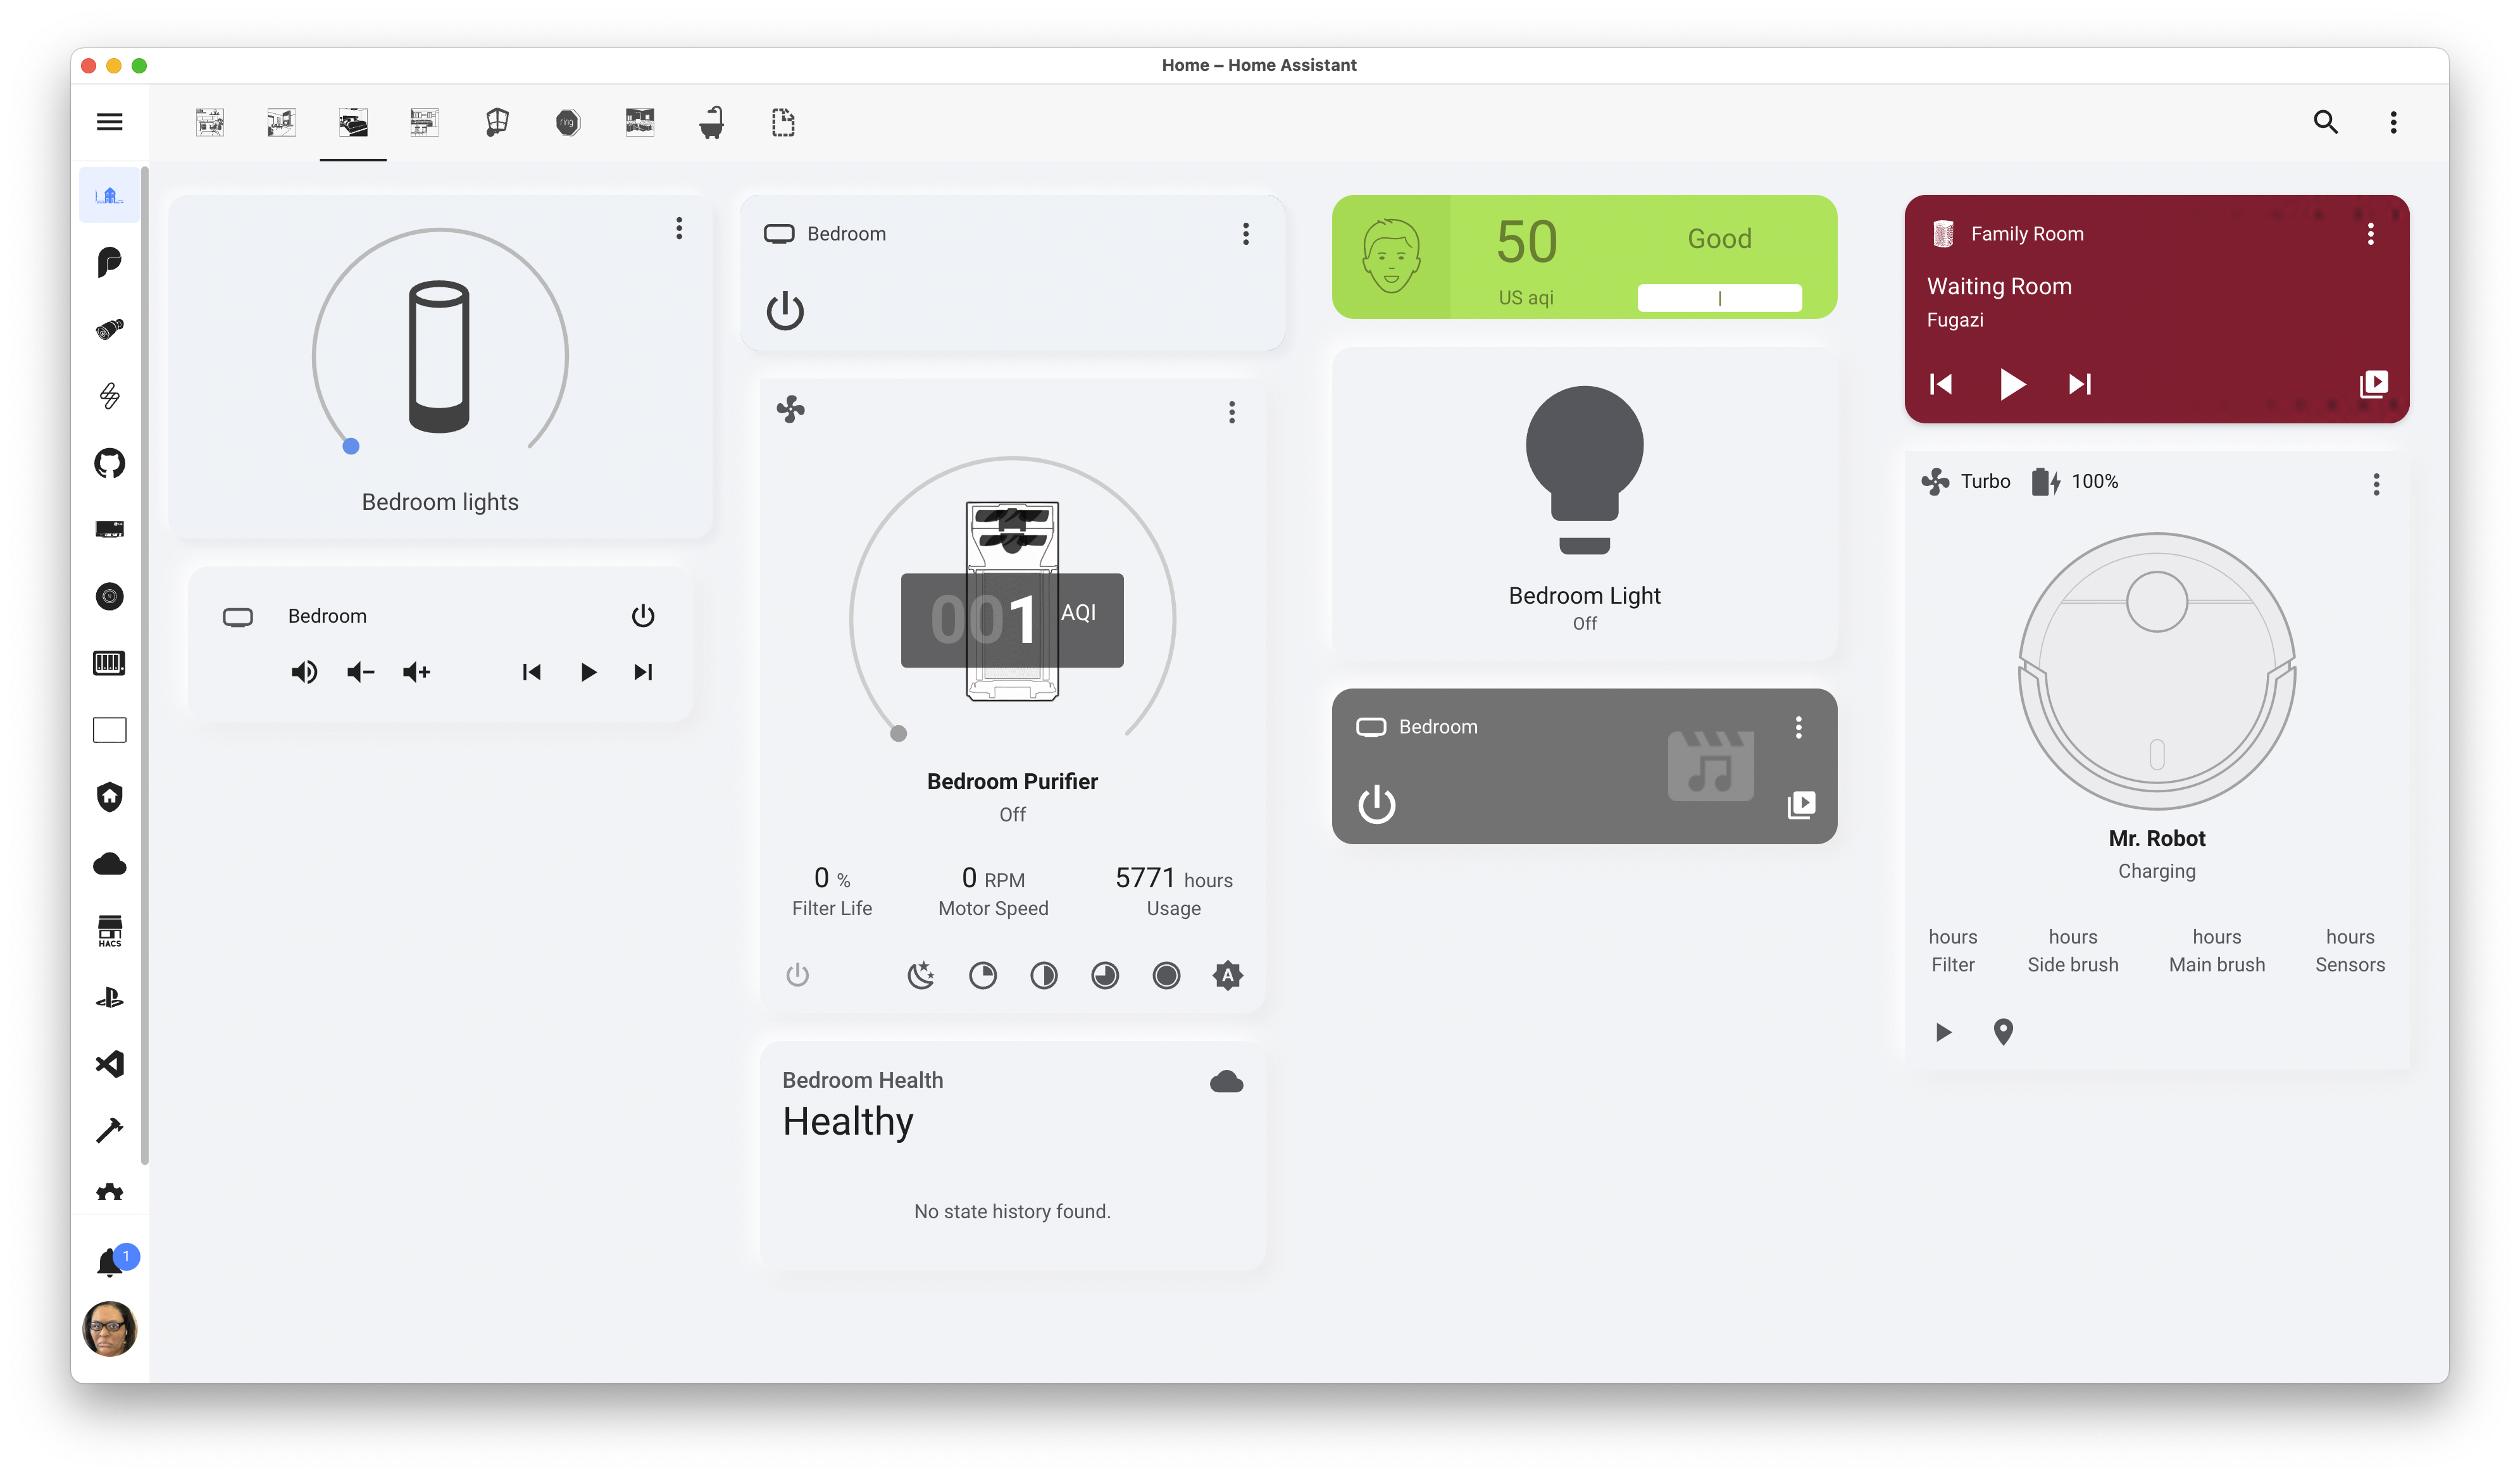 Home – Home Assistant
ring
HACS
1
Bedroom lights
Bedroom
Bedroom
001 AQI
Bedroom Purifier
Off
0 % 0 RPM 5771 hours
Filter Life Motor Speed Usage
A
Bedroom Health
Healthy
No state history found.
50 Good
US aqi
Bedroom Light
Off
Bedroom
Family Room
Waiting Room
Fugazi
Turbo 100%
Mr. Robot
Charging
hours hours hours hours
Filter Side brush Main brush Sensors